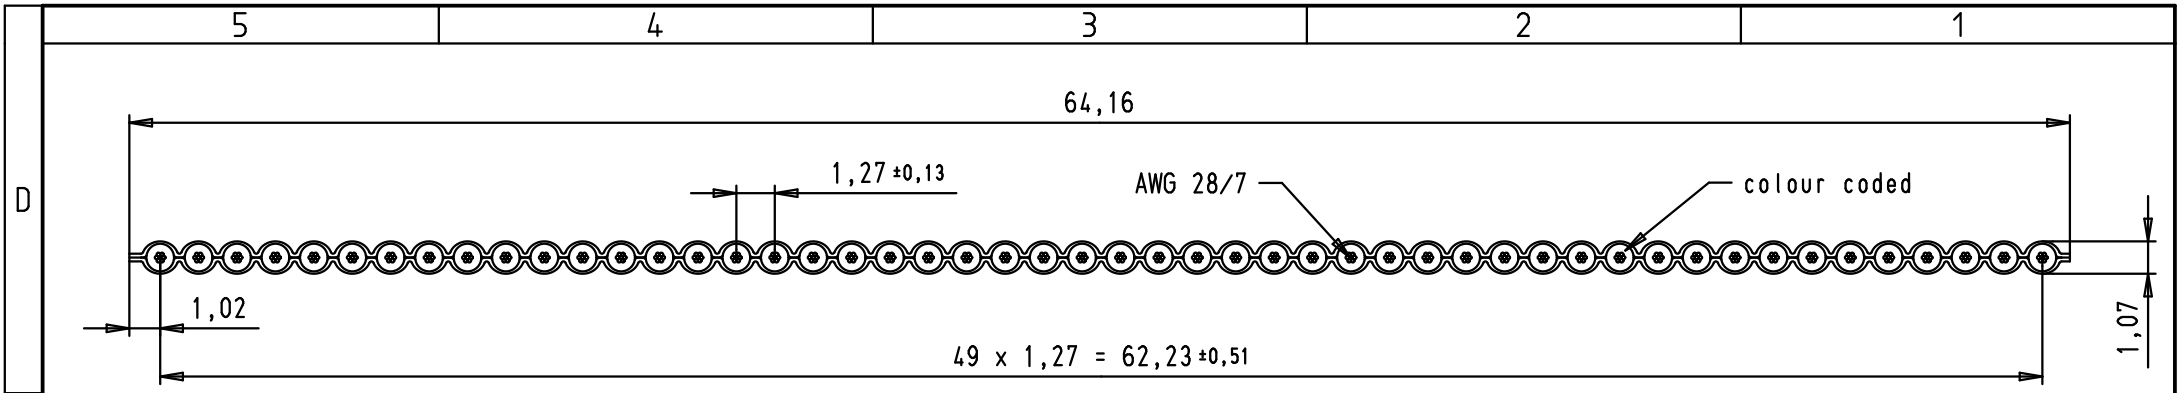 5 4 3 2 1
64,16
1,27 ±0,13
AWG 28/7
colour coded
D
1,02
1,07
49 x 1,27 = 62,23 ±0,51